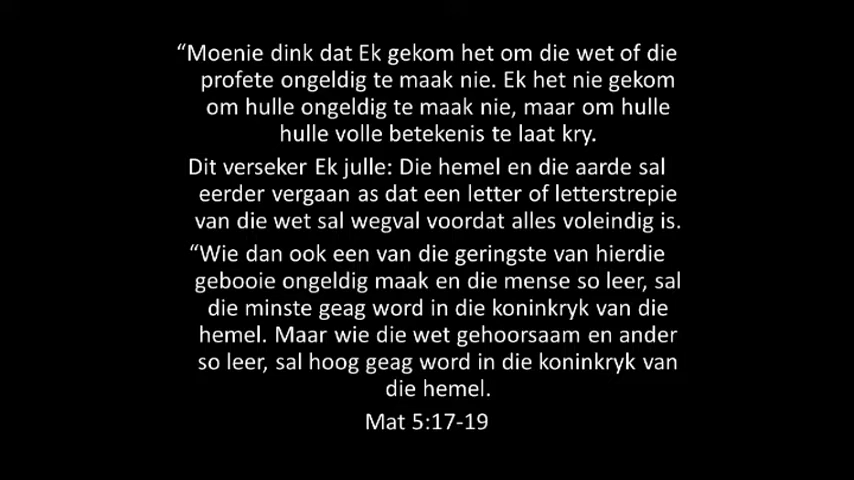 “Moenie dink dat Ek gekom het om die wet of die
profete ongeldig te maak nie. Ek het nie gekom
om hulle ongeldig te maak nie, maar om hulle
hulle volle betekenis te laat kry.
Dit verseker Ek julle: Die hemel en die aarde sal
eerder vergaan as dat een letter of letterstrepie
van die wet sal wegval voordat alles voleindig is.
“Wie dan ook een van die geringste van hierdie
gebooie ongeldig maak en die mense so leer, sal
die minste geag word in die koninkryk van die
hemel. Maar wie die wet gehoorsaam en ander
so leer, sal hoog geag word in die koninkryk van
die hemel.
Mat 5:17-19